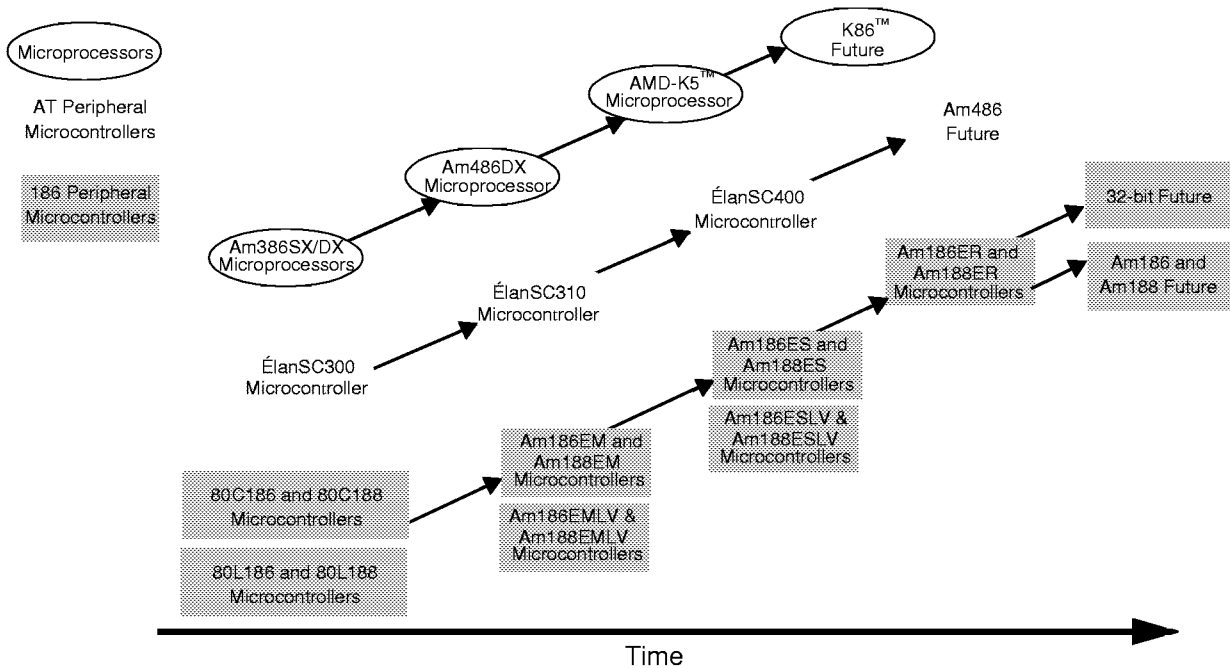 Microprocessors
AT Peripheral
Microcontrollers
186 Peripheral
Microcontrollers
K86™
Future
AMD-K5™
Microprocessor
Am486DX
Microprocessor
Am386SX/DX
Microprocessors
Am486
Future
ÉlanSC400
Microcontroller
ÉlanSC310
Microcontroller
ÉlanSC300
Microcontroller
32-bit Future
Am186 and
Am188 Future
Am186ER and
Am188ER
Microcontrollers
Am186ES and
Am188ES
Microcontrollers
Am186ESLV &
Am188ESLV
Microcontrollers
Am186EM and
Am188EM
Microcontrollers
Am186EMLV &
Am188EMLV
Microcontrollers
80C186 and 80C188
Microcontrollers
80L186 and 80L188
Microcontrollers
Time